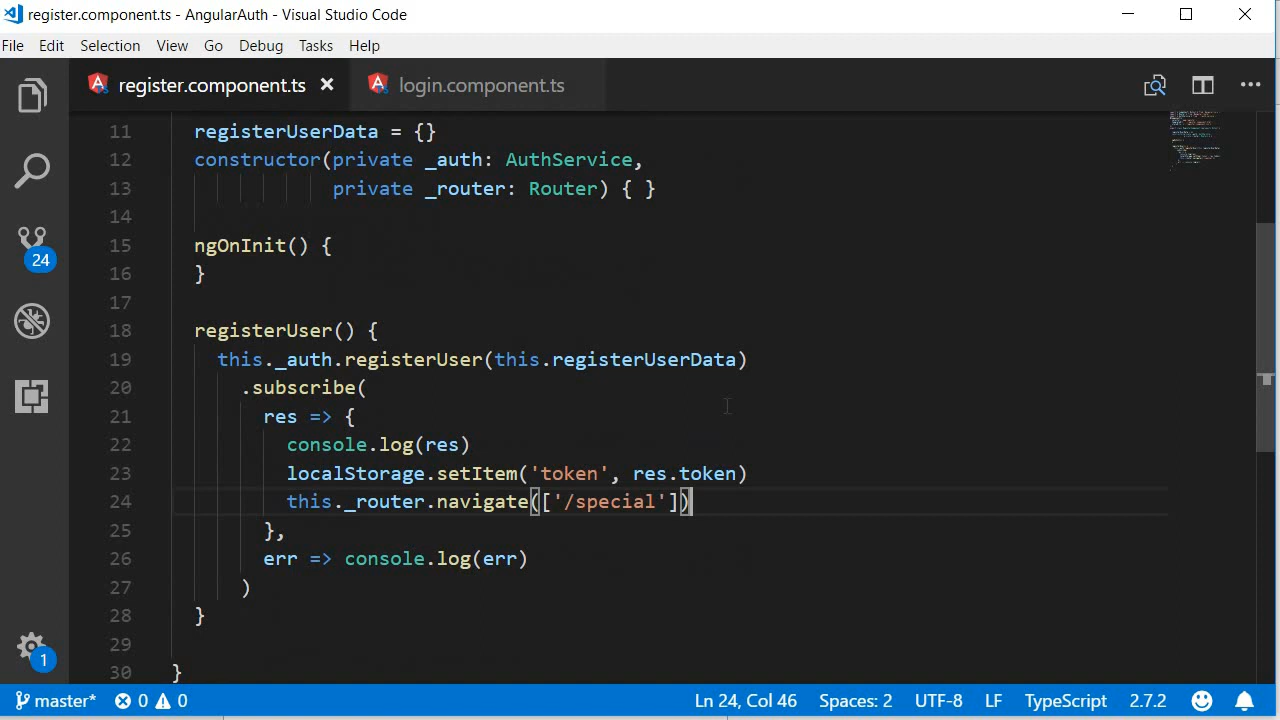 register.component.ts - AngularAuth - Visual Studio Code
File Edit Selection View Go Debug Tasks Help
register.component.ts login.component.ts
11 registerUserData = {}
12 constructor(private _auth: AuthService,
13 private _router: Router) { }
14
15 ngOnInit() {
16 }
17
18 registerUser() {
19 this._auth.registerUser(this.registerUserData)
20 .subscribe(
21 res => {
22 console.log(res)
23 localStorage.setItem('token', res.token)
24 this._router.navigate(['/special'])
25 },
26 err => console.log(err)
27 )
28 }
29
30 }
24
1
master* 0 0 Ln 24, Col 46 Spaces: 2 UTF-8 LF TypeScript 2.7.2